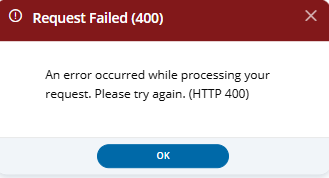 Request Failed (400)
An error occurred while processing your
request. Please try again. (HTTP 400)
OK